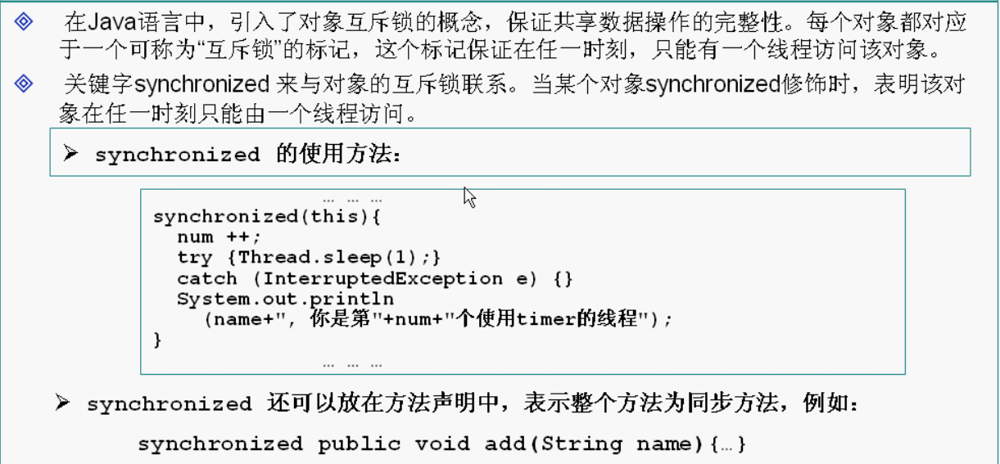 在Java语言中，引入了对象互斥锁的概念，保证共享数据操作的完整性。每个对象都对应
于一个可称为“互斥锁”的标记，这个标记保证在任一时刻，只能有一个线程访问该对象。
关键字synchronized 来与对象的互斥锁联系。当某个对象synchronized修饰时，表明该对
象在任一时刻只能由一个线程访问。
synchronized 的使用方法：
… … …
synchronized(this){
num ++;
try {Thread.sleep(1);}
catch (InterruptedException e) {}
System.out.println
(name+", 你是第"+num+"个使用timer的线程");
}
… … …
synchronized 还可以放在方法声明中，表示整个方法为同步方法，例如：
synchronized public void add(String name){…}